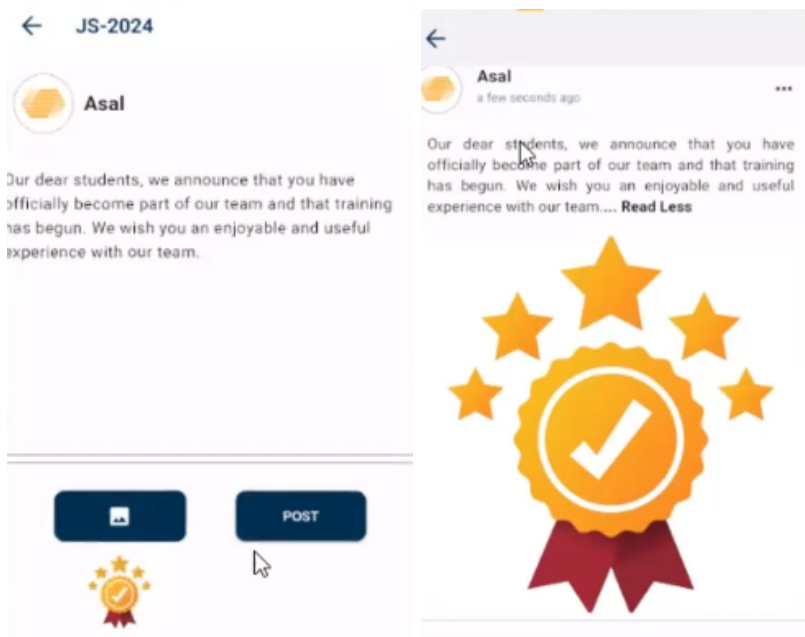 JS-2024
Asal
Our dear students, we announce that you have
officially become part of our team and that training
has begun. We wish you an enjoyable and useful
experience with our team.
POST
Asal
a few seconds ago
Our dear students, we announce that you have
officially become part of our team and that training
has begun. We wish you an enjoyable and useful
experience with our team.... Read Less